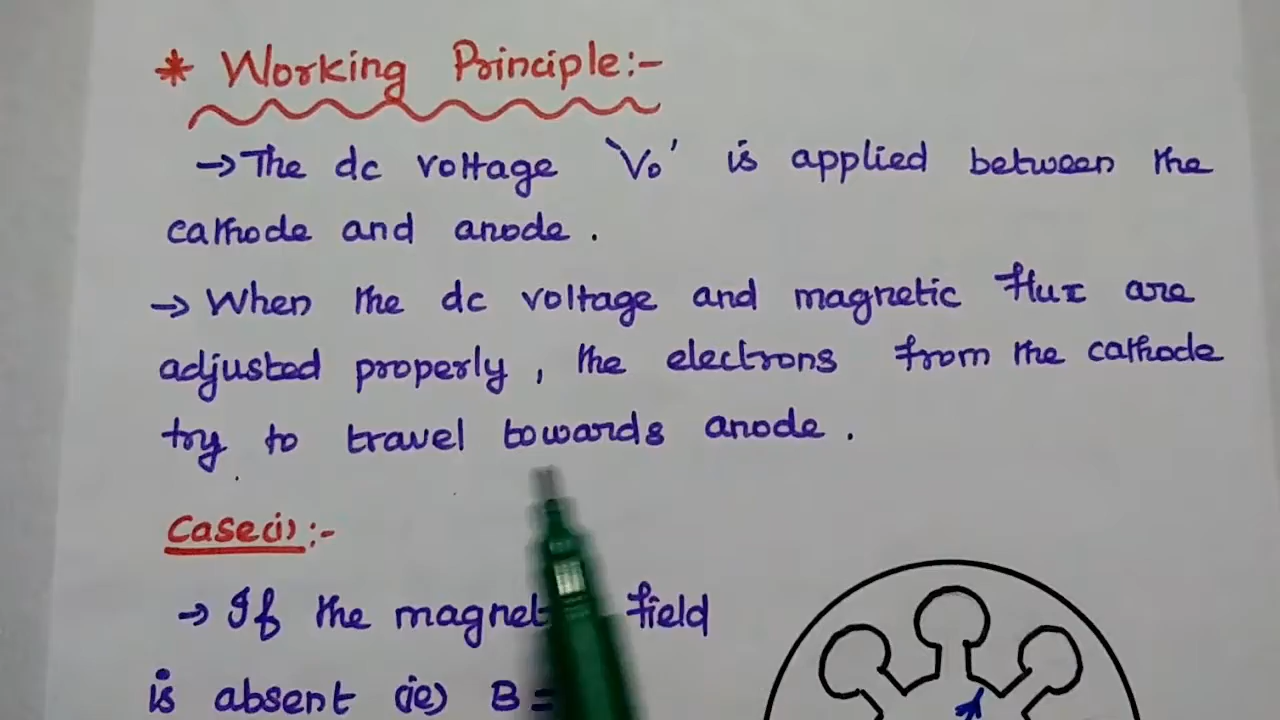 * Working Principle:-
→ The dc voltage 'V₀' is applied between the
cathode and anode.
→ When the dc voltage and magnetic flux are
adjusted properly, the electrons from the cathode
try to travel towards anode.
Case(i):-
→ If the field
is absent (ie) B =